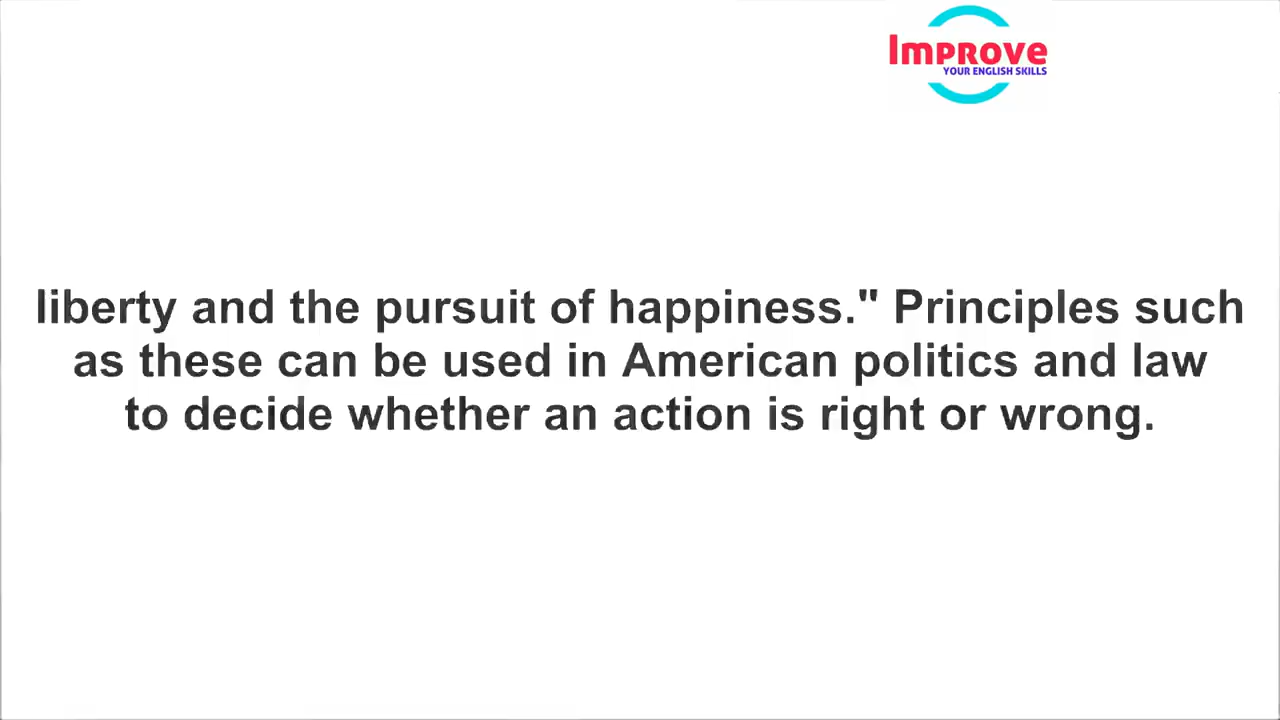 Improve
YOUR ENGLISH SKILLS
liberty and the pursuit of happiness." Principles such
as these can be used in American politics and law
to decide whether an action is right or wrong.